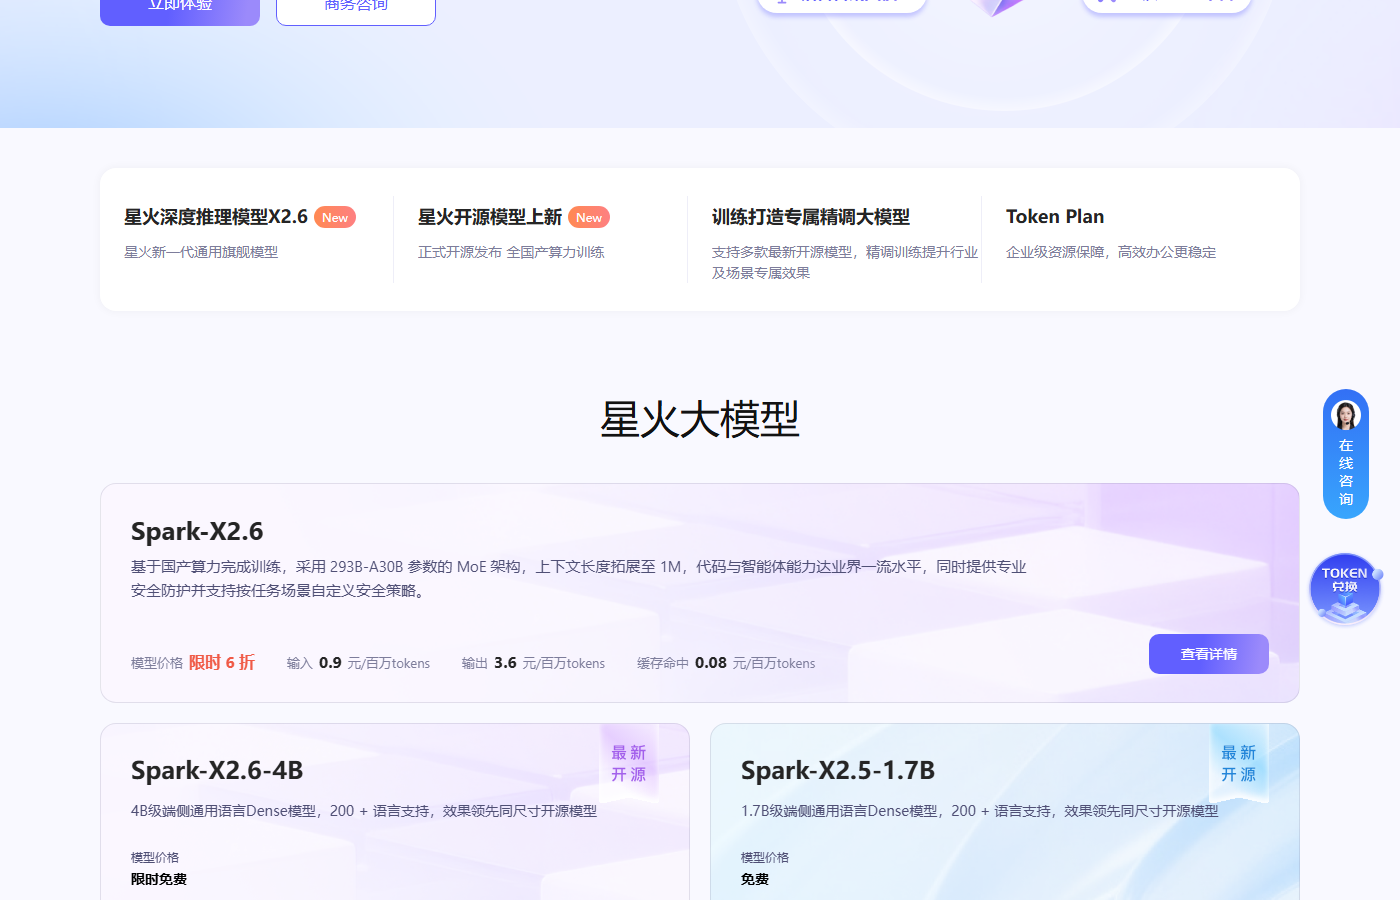 立即体验
商务咨询
星火深度推理模型X2.6 New
星火新一代通用旗舰模型
星火开源模型上新 New
正式开源发布 全国产算力训练
训练打造专属精调大模型
支持多款最新开源模型，精调训练提升行业
及场景专属效果
Token Plan
企业级资源保障，高效办公更稳定
星火大模型
在
线
咨
询
TOKEN
兑换
Spark-X2.6
基于国产算力完成训练，采用 293B-A30B 参数的 MoE 架构，上下文长度拓展至 1M，代码与智能体能力达业界一流水平，同时提供专业
安全防护并支持按任务场景自定义安全策略。
模型价格 限时 6 折 输入 0.9 元/百万tokens 输出 3.6 元/百万tokens 缓存命中 0.08 元/百万tokens
查看详情
Spark-X2.6-4B
最 新
开 源
4B级端侧通用语言Dense模型，200 + 语言支持，效果领先同尺寸开源模型
模型价格
限时免费
Spark-X2.5-1.7B
最 新
开 源
1.7B级端侧通用语言Dense模型，200 + 语言支持，效果领先同尺寸开源模型
模型价格
免费